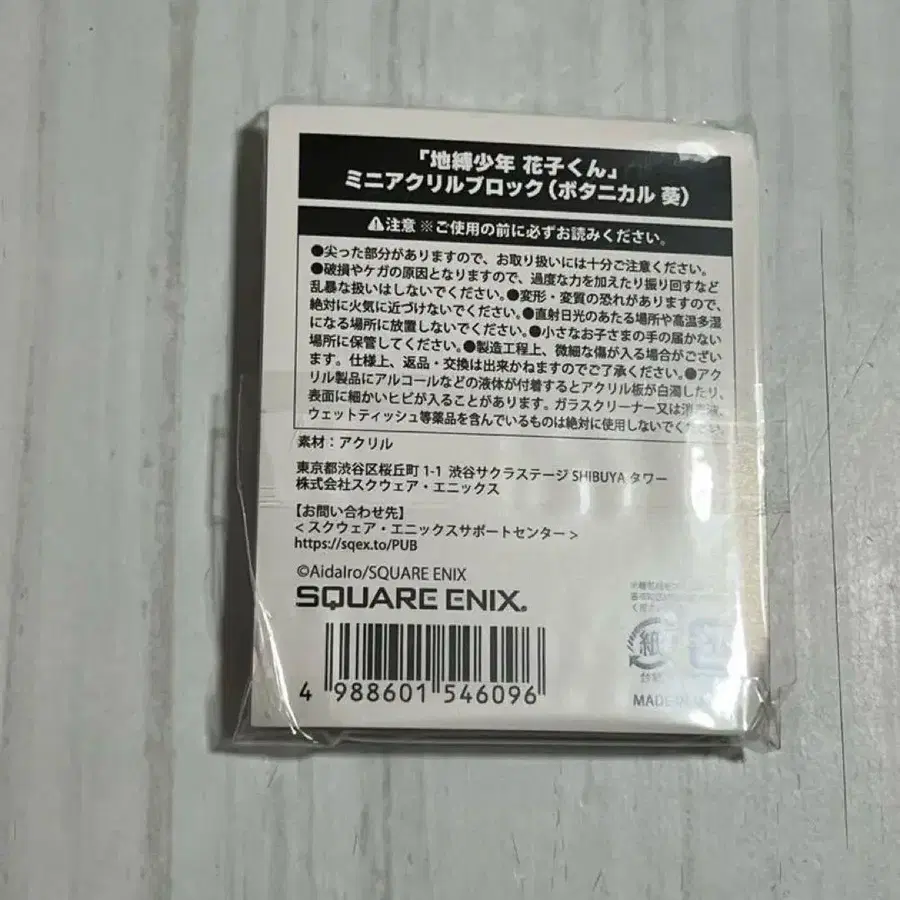 「地縛少年 花子くん」
ミニアクリルブロック(ボタニカル 葵)
⚠注意 ※ご使用の前に必ずお読みください。
●尖った部分がありますので、お取り扱いには十分ご注意ください。
●破損やケガの原因となりますので、過度な力を加えたり振り回すなど
乱暴な扱いはしないでください。●変形・変質の恐れがありますので、
絶対に火気に近づけないでください。●直射日光のあたる場所や高温多湿
になる場所に放置しないでください。●小さなお子さまの手の届かない
場所に保管してください。●製造工程上、微細な傷が入る場合がござい
ます。仕様上、返品・交換は出来かねますのでご了承ください。●アク
リル製品にアルコールなどの液体が付着するとアクリル板が白濁したり、
表面に細かいヒビが入ることがあります。ガラスクリーナー又は消毒液、
ウェットティッシュ等薬品を含んでいるものは絶対に使用しないでください。
素材:アクリル
東京都渋谷区桜丘町 1-1 渋谷サクラステージ SHIBUYA タワー
株式会社スクウェア・エニックス
【お問い合わせ先】
<スクウェア・エニックスサポートセンター>
https://sqex.to/PUB
©AidaIro/SQUARE ENIX
SQUARE ENIX®
紙
4 988601 546096
MADE IN